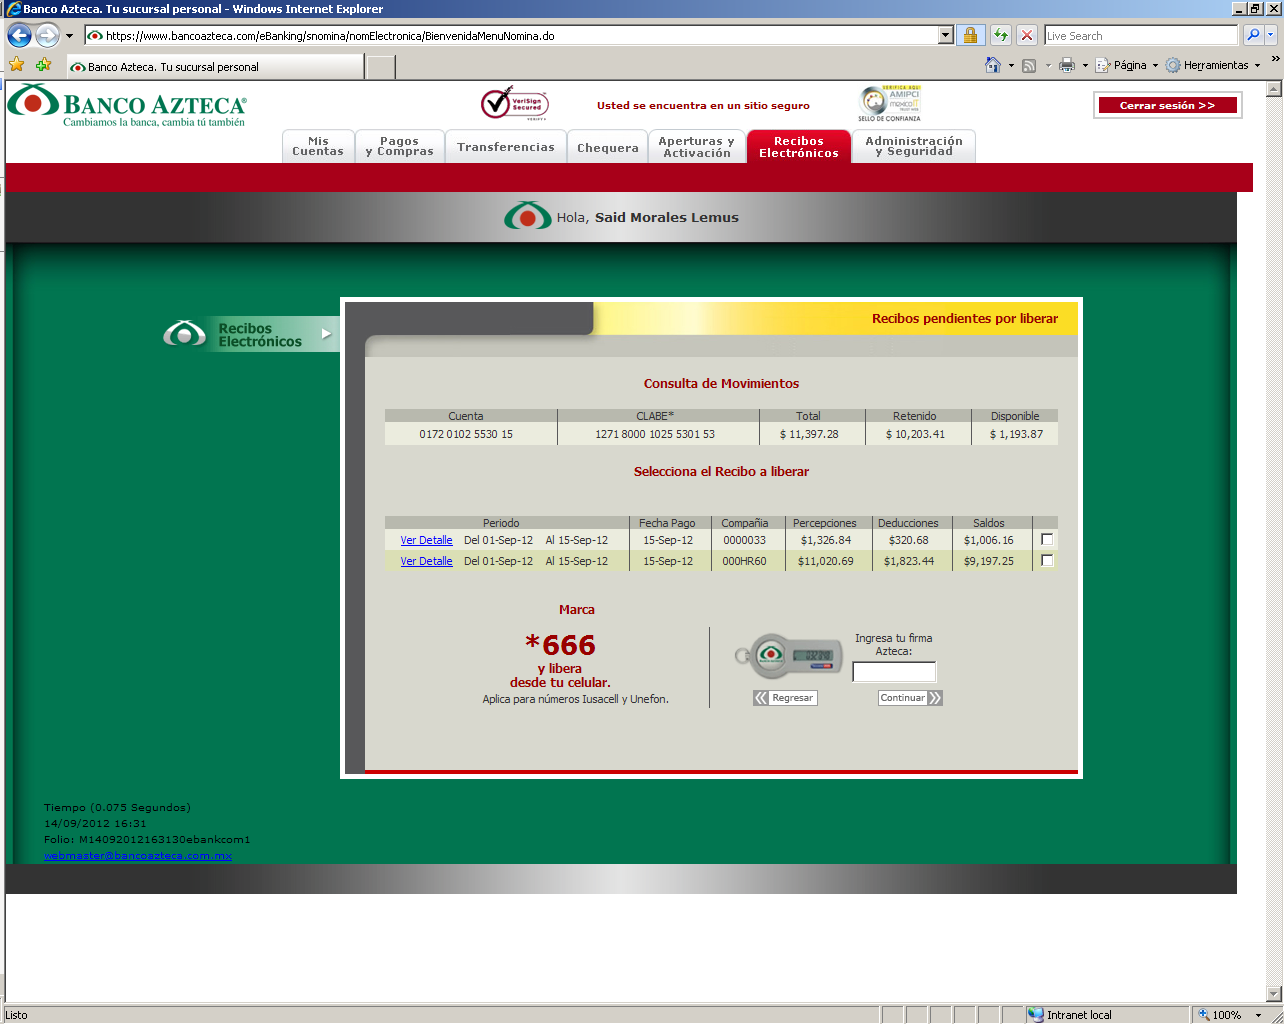 Banco Azteca. Tu sucursal personal - Windows Internet Explorer
https://www.bancoazteca.com/eBanking/snomina/nomElectronica/BienvenidaMenuNomina.do
Live Search
Banco Azteca. Tu sucursal personal
Página
Herramientas
BANCO AZTECA®
Cambiamos la banca, cambia tú también
VeriSign Secured
VERIFY
Usted se encuentra en un sitio seguro
VERIFICA AQUI
AMIPCI
SELLO DE CONFIANZA
Cerrar sesión >>
Mis Cuentas
Pagos y Compras
Transferencias
Chequera
Aperturas y Activación
Recibos Electrónicos
Administración y Seguridad
Hola, Said Morales Lemus
Recibos Electrónicos
Recibos pendientes por liberar
Consulta de Movimientos
Cuenta CLABE* Total Retenido Disponible
0172 0102 5530 15 1271 8000 1025 5301 53 $ 11,397.28 $ 10,203.41 $ 1,193.87
Selecciona el Recibo a liberar
Periodo Fecha Pago Compañia Percepciones Deducciones Saldos
Ver Detalle Del 01-Sep-12 Al 15-Sep-12 15-Sep-12 0000033 $1,326.84 $320.68 $1,006.16
Ver Detalle Del 01-Sep-12 Al 15-Sep-12 15-Sep-12 000HR60 $11,020.69 $1,823.44 $9,197.25
Marca
*666
y libera
desde tu celular.
Aplica para números Iusacell y Unefon.
Ingresa tu firma
Azteca:
Regresar
Continuar
Tiempo (0.075 Segundos)
14/09/2012 16:31
Folio: M14092012163130ebankcom1
webmaster@bancoazteca.com.mx
Listo
Intranet local
100%